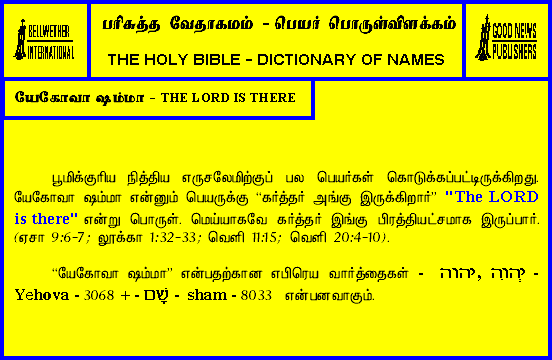 BELLWETHER
INTERNATIONAL
பரிசுத்த வேதாகமம் - பெயர் பொருள்விளக்கம்
THE HOLY BIBLE - DICTIONARY OF NAMES
GOOD NEWS
PUBLISHERS
யேகோவா ஷம்மா - THE LORD IS THERE
பூமிக்குரிய நித்திய எருசலேமிற்குப் பல பெயர்கள் கொடுக்கப்பட்டிருக்கிறது.
யேகோவா ஷம்மா என்னும் பெயருக்கு “கர்த்தர் அங்கு இருக்கிறார்” "The LORD
is there" என்று பொருள். மெய்யாகவே கர்த்தர் இங்கு பிரத்தியட்சமாக இருப்பார்.
(ஏசா 9:6-7; லூக்கா 1:32-33; வெளி 11:15; வெளி 20:4-10).
“யேகோவா ஷம்மா” என்பதற்கான எபிரெய வார்த்தைகள் - יהוה, יְהֹוָה -
Yehova - 3068 + - שָׁם - sham - 8033 என்பனவாகும்.